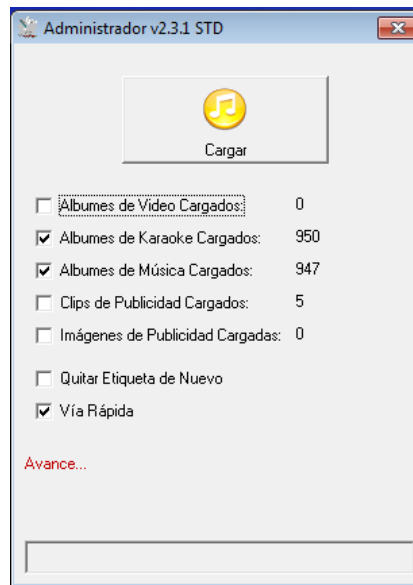 Administrador v2.3.1 STD
Cargar
Albumes de Video Cargados: 0
Albumes de Karaoke Cargados: 950
Albumes de Música Cargados: 947
Clips de Publicidad Cargados: 5
Imágenes de Publicidad Cargadas: 0
Quitar Etiqueta de Nuevo
Vía Rápida
Avance...